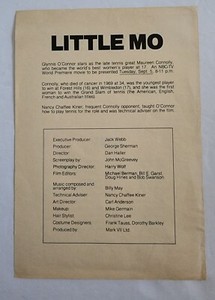 LITTLE MO
Glynnis O'Connor stars as the late tennis great Maureen Connolly,
who became the world's best women's player at 17. An NBC-TV
World Premiere movie to be presented Tuesday, Sept. 5, 8-11 p.m.
Connolly, who died of cancer in 1969 at 34, was the youngest player
to win at Forest Hills (16) and Wimbledon (17), and she was the first
woman to win the Grand Slam of tennis (the American, English,
French and Australian titles).
Nancy Chaffee Kiner, frequent Connolly opponent, taught O'Connor
how to play tennis for the role and was technical adviser on the film.
Executive Producer: Jack Webb
Producer: George Sherman
Director: Dan Haller
Screenplay by: John McGreevey
Photography Director: Harry Wolf
Film Editors: Michael Berman, Bill E. Garst,
Doug Hines and Bob Swanson
Music composed and
arranged by: Billy May
Technical Adviser: Nancy Chaffee Kiner
Art Director: Carl Anderson
Makeup: Mike Germain
Hair Stylist: Christine Lee
Costume Designers: Frank Tauss, Dorothy Barkley
Produced by: Mark VII Ltd.